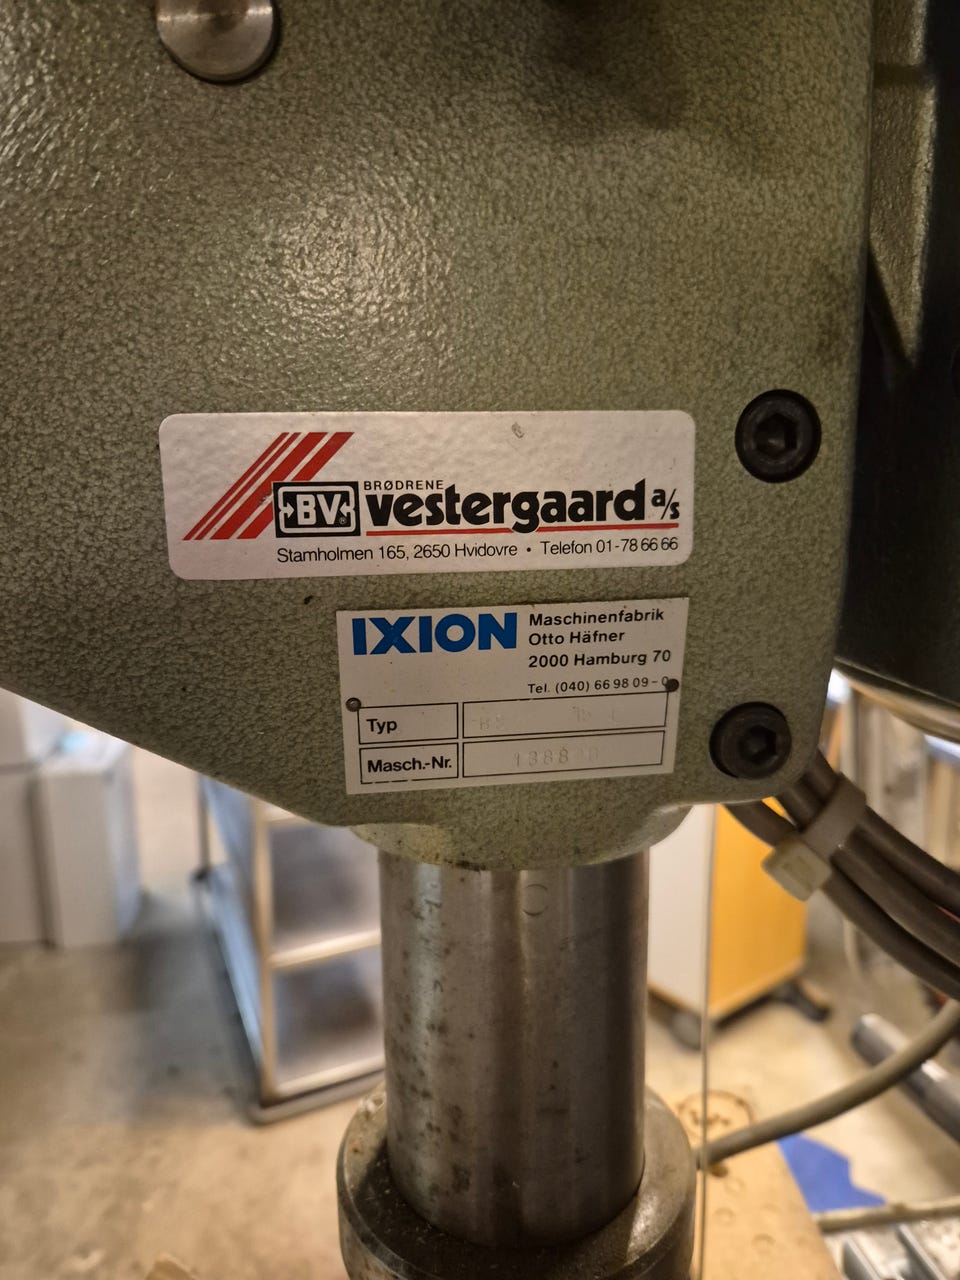 BV®
BRØDRENE
vestergaard a/s
Stamholmen 165, 2650 Hvidovre • Telefon 01-78 66 66
IXION
Maschinenfabrik
Otto Häfner
2000 Hamburg 70
Tel. (040) 66 98 09-0
Typ
Masch.-Nr.